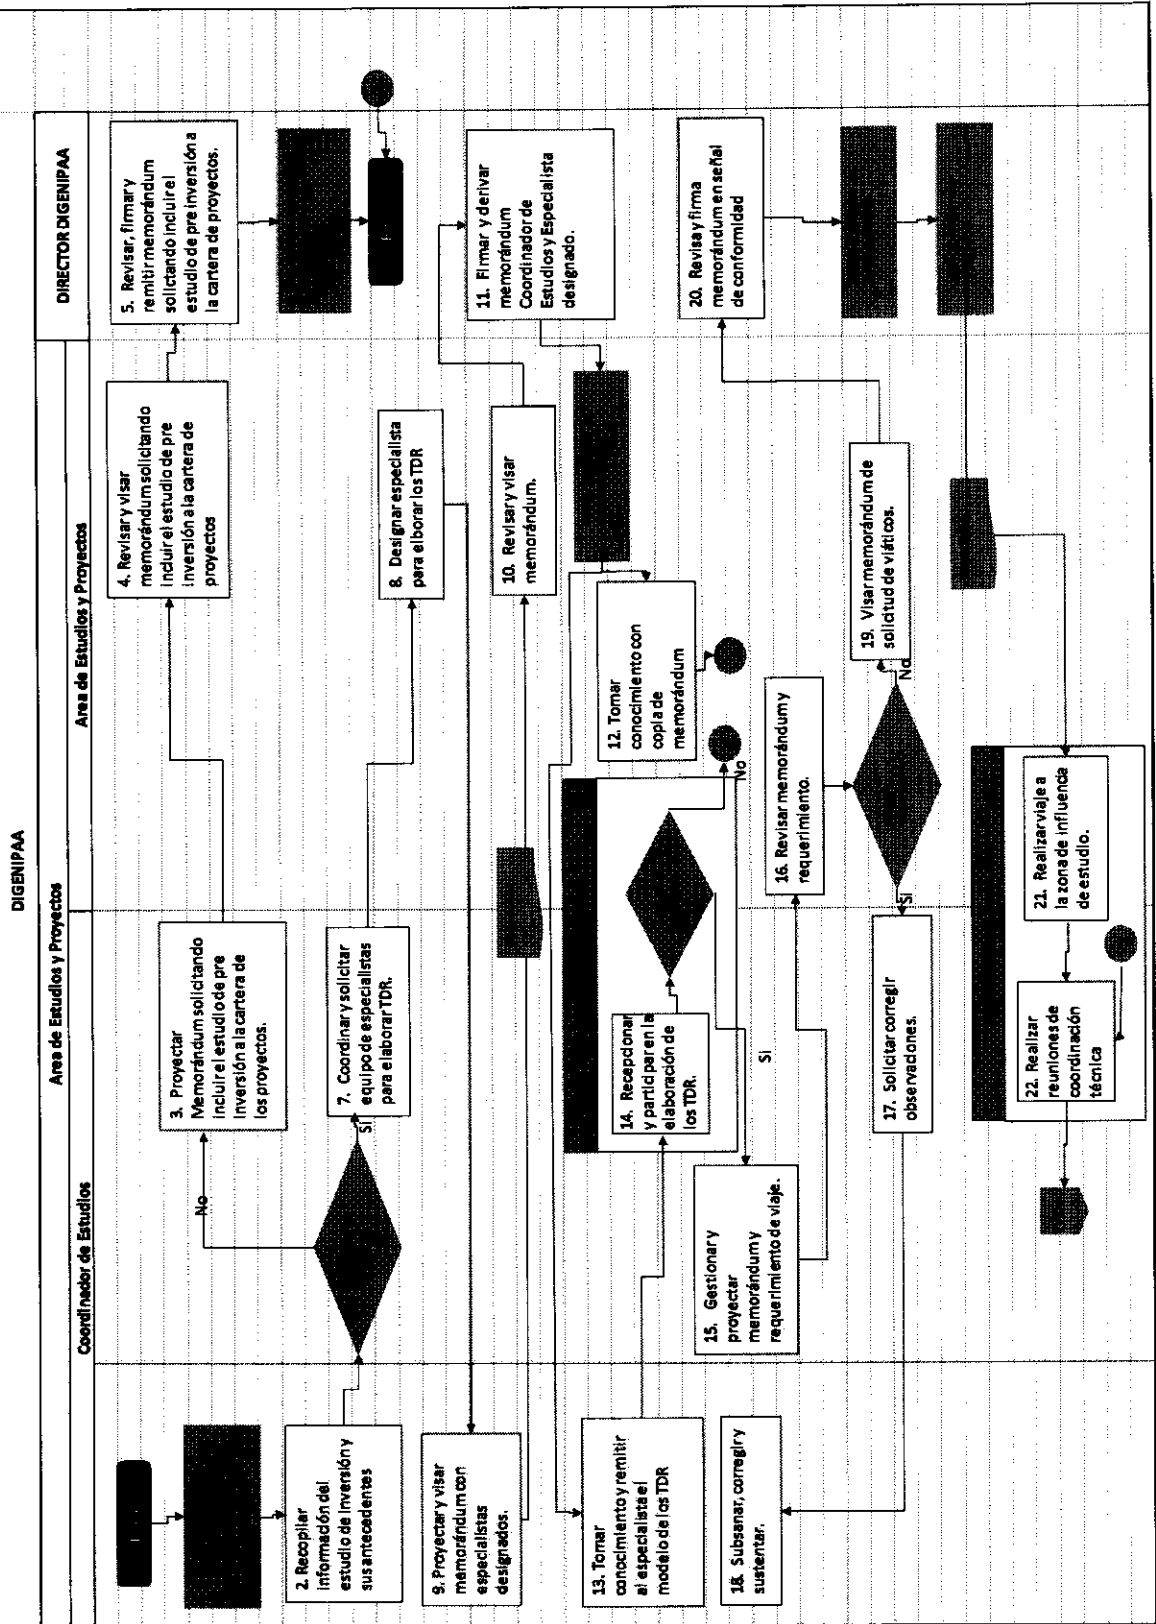 DIGENIPAA
Area de Estudios y Proyectos
Coordinador de Estudios
Area de Estudios y Proyectos
DIRECTOR DIGENIPAA
2. Recopilar
información del
estudio de inversión y
sus antecedentes
3. Proyectar
Memorándum solicitando
incluir el estudio de pre
inversión a la cartera de
los proyectos.
4. Revisar y visar
memorándum solicitando
incluir el estudio de pre
inversión a la cartera de
proyectos
5. Revisar, firmar y
remitir memorándum
solictando incluir el
estudio de pre inversión a
la cartera de proyectos.
No
Si
7. Coordinar y solicitar
equipo de especialistas
para elaborar TDR.
8. Designar especialista
para elborar los TDR
9. Proyectar y visar
memorándum con
especialistas
designados.
10. Revisar y visar
memorándum.
11. Firmar y derivar
memorándum
Coordinador de
Estudios y Especialista
designado.
12. Tomar
conocimiento con
copia de
memorándum
13. Tomar
conocimiento y remitir
al especialista el
modelo de los TDR
14. Recepcionar
y participar en la
elaboración de
los TDR.
No
Si
15. Gestionar y
proyectar
memorándum y
requerimiento de viaje.
16. Revisar memorándum y
requerimiento.
No
Si
17. Solicitar corregir
observaciones.
18. Subsanar, corregir y
sustentar.
19. Visar memorándum de
solicitud de viáticos.
20. Revisa y firma
memorándum en señal
de conformidad
21. Realizar viaje a
la zona de influencia
de estudio.
22. Realizar
reuniones de
coordinación
técnica